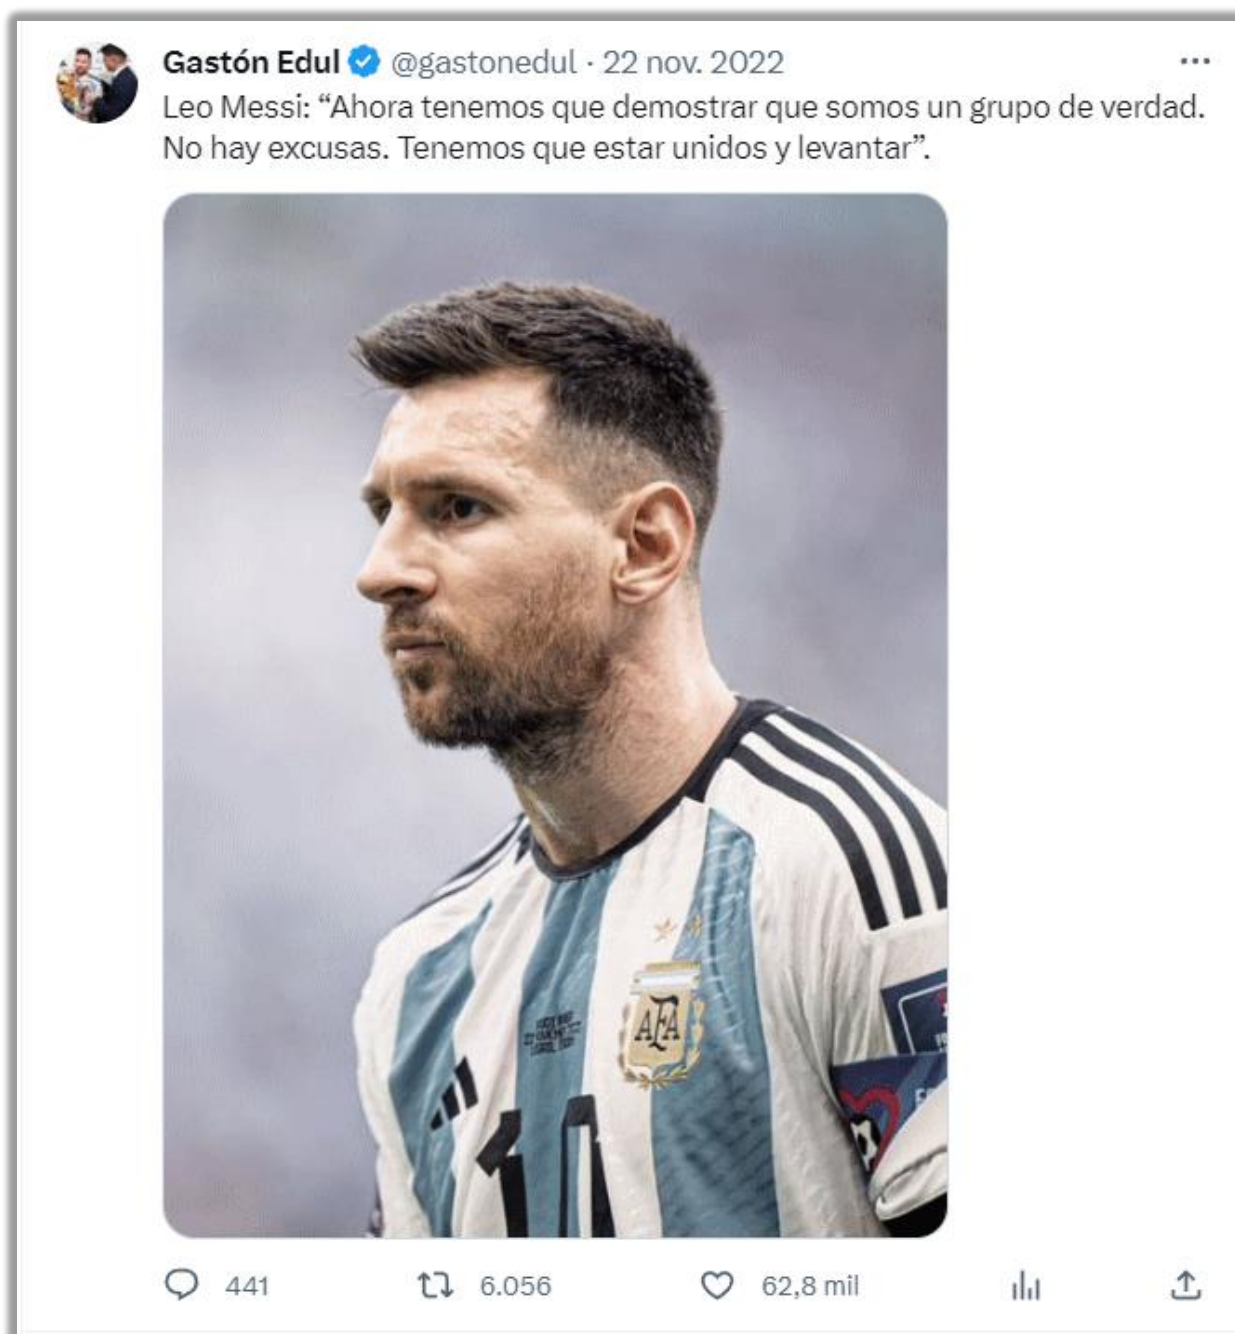 Gastón Edul @gastonedul · 22 nov. 2022
Leo Messi: “Ahora tenemos que demostrar que somos un grupo de verdad.
No hay excusas. Tenemos que estar unidos y levantar”.
AFA
10
441 6.056 62,8 mil